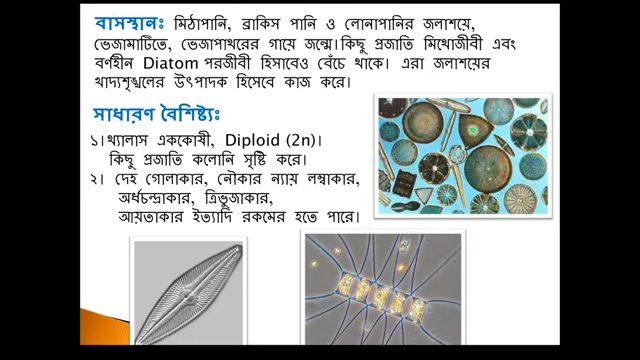 বাসস্থানঃ মিঠাপানি, ব্রাকিস পানি ও লোনাপানির জলাশয়ে,
ভেজামাটিতে, ভেজাপাথরের গায়ে জন্মে। কিছু প্রজাতি মিথোজীবী এবং
বর্ণহীন Diatom পরজীবী হিসাবেও বেঁচে থাকে। এরা জলাশয়ের
খাদ্যশৃঙ্খলের উৎপাদক হিসেবে কাজ করে।
সাধারণ বৈশিষ্ট্যঃ
১। থ্যালাস এককোষী, Diploid (2n)।
কিছু প্রজাতি কলোনি সৃষ্টি করে।
২। দেহ গোলাকার, নৌকার ন্যায় লম্বাকার,
অর্ধচন্দ্রাকার, ত্রিভুজাকার,
আয়তাকার ইত্যাদি রকমের হতে পারে।